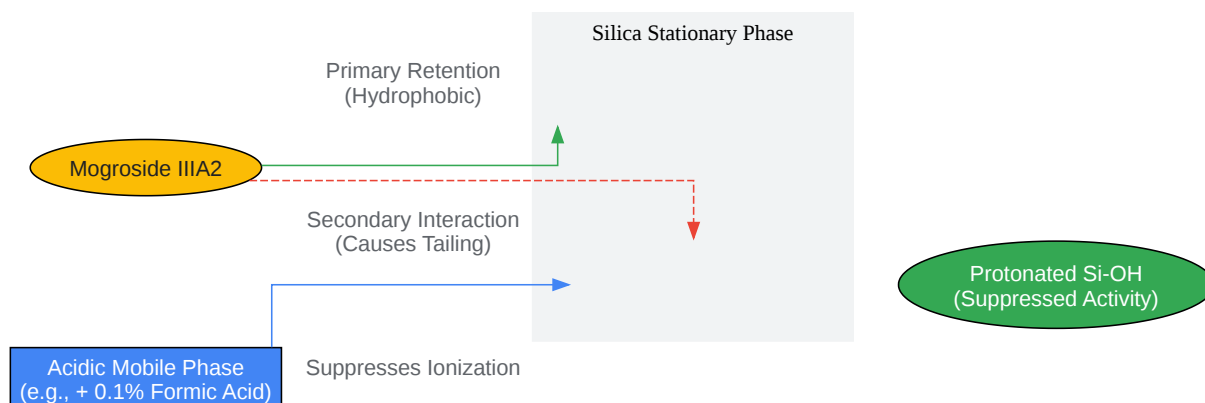 Silica Stationary Phase
Primary Retention
(Hydrophobic)
Mogroside IIIA2
Secondary Interaction
(Causes Tailing)
Protonated Si-OH
(Suppressed Activity)
Acidic Mobile Phase
(e.g., + 0.1% Formic Acid)
Suppresses Ionization